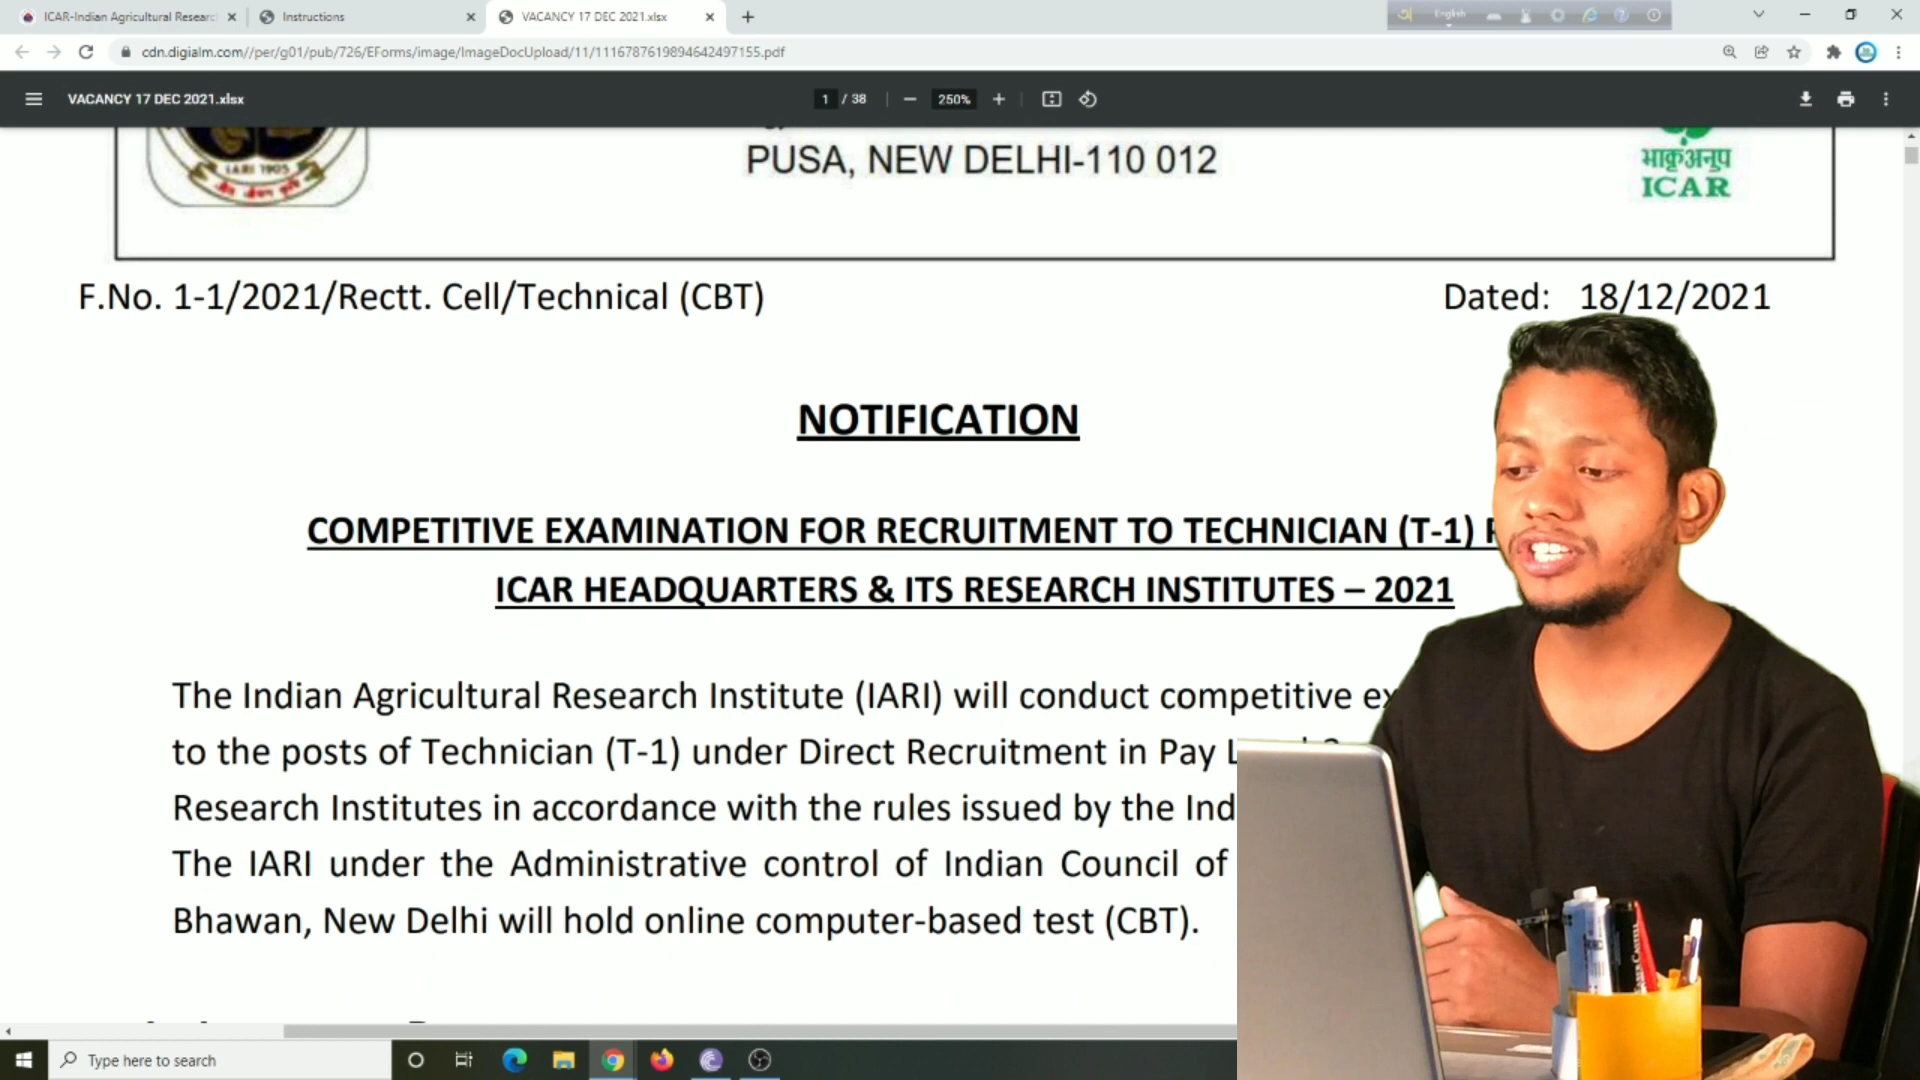 ICAR-Indian Agricultural Researc
Instructions
VACANCY 17 DEC 2021.xlsx
English
cdn.digialm.com//per/g01/pub/726/EForms/image/ImageDocUpload/11/1116787619894642497155.pdf
VACANCY 17 DEC 2021.xlsx
1 / 38
250%
IARI 1905
PUSA, NEW DELHI-110 012
भाकृअनुप
ICAR
F.No. 1-1/2021/Rectt. Cell/Technical (CBT)
Dated: 18/12/2021
NOTIFICATION
COMPETITIVE EXAMINATION FOR RECRUITMENT TO TECHNICIAN (T-1)
ICAR HEADQUARTERS & ITS RESEARCH INSTITUTES – 2021
The Indian Agricultural Research Institute (IARI) will conduct competitive ex
to the posts of Technician (T-1) under Direct Recruitment in Pay
Research Institutes in accordance with the rules issued by the Ind
The IARI under the Administrative control of Indian Council of
Bhawan, New Delhi will hold online computer-based test (CBT).
Type here to search